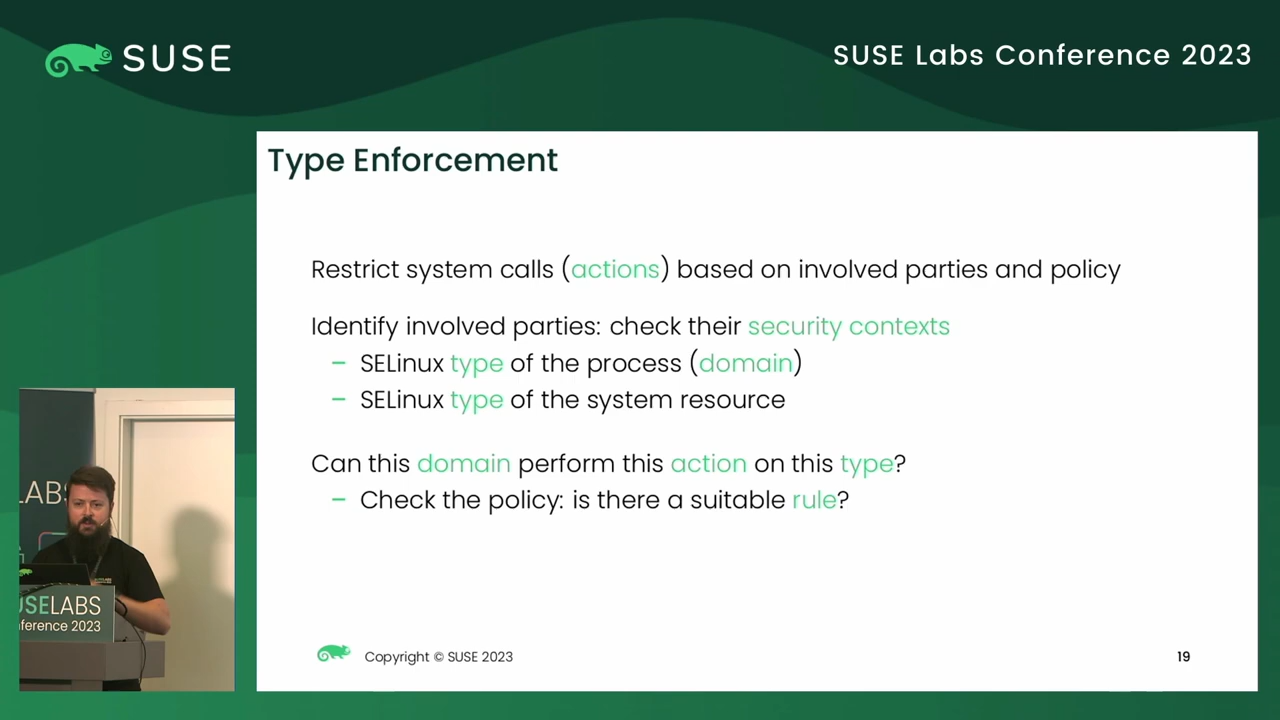 SUSE
SUSE Labs Conference 2023
Type Enforcement
Restrict system calls (actions) based on involved parties and policy
Identify involved parties: check their security contexts
– SELinux type of the process (domain)
– SELinux type of the system resource
Can this domain perform this action on this type?
– Check the policy: is there a suitable rule?
Copyright © SUSE 2023
19
LABS
USELABS
nference 2023